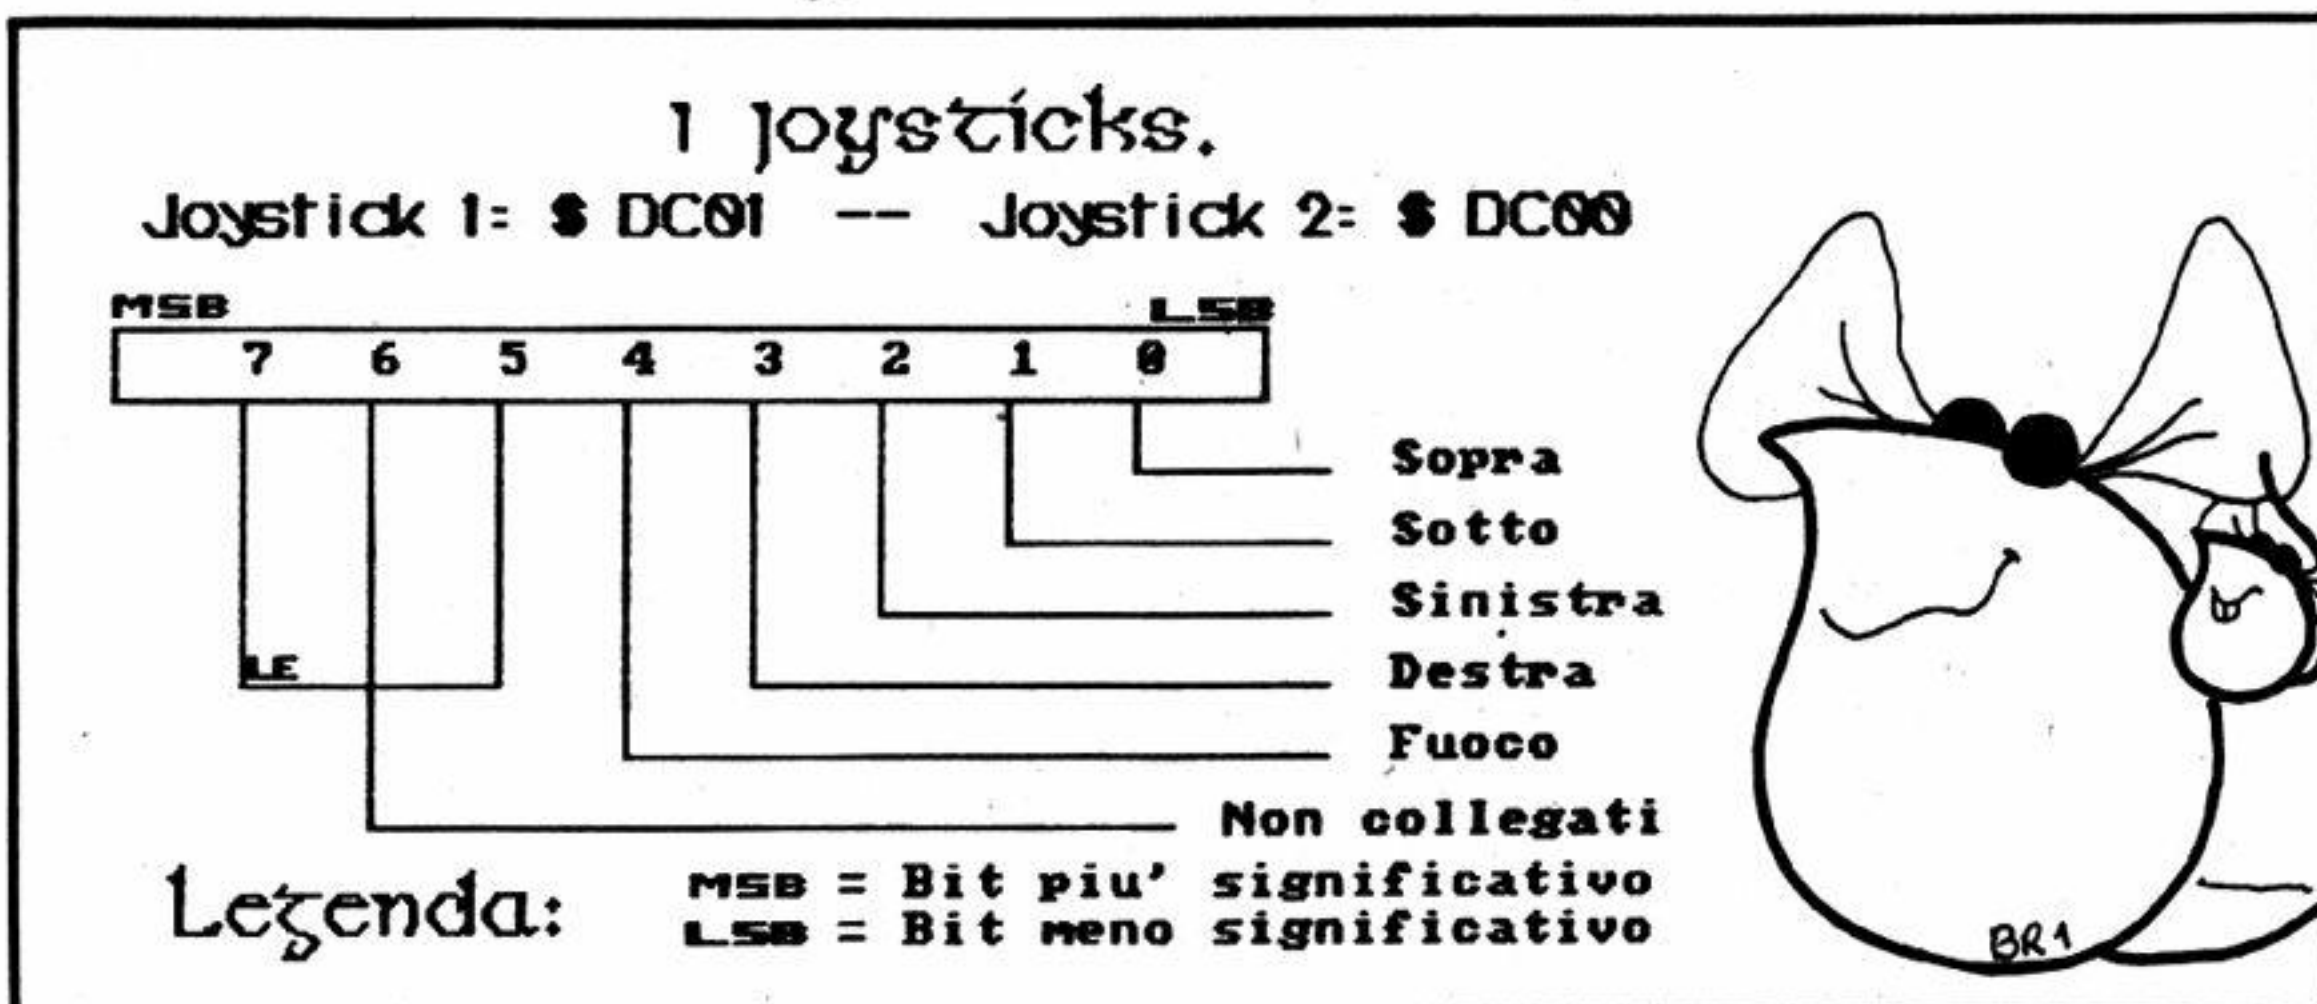 I Joysticks.
Joystick 1: $ DC01 -- Joystick 2: $ DC00
MSB LSB
7 6 5 4 3 2 1 0
Sopra
Sotto
Sinistra
LE Destra
Fuoco
Non collegati
Legenda: MSB = Bit piu' significativo
LSB = Bit meno significativo
BR1